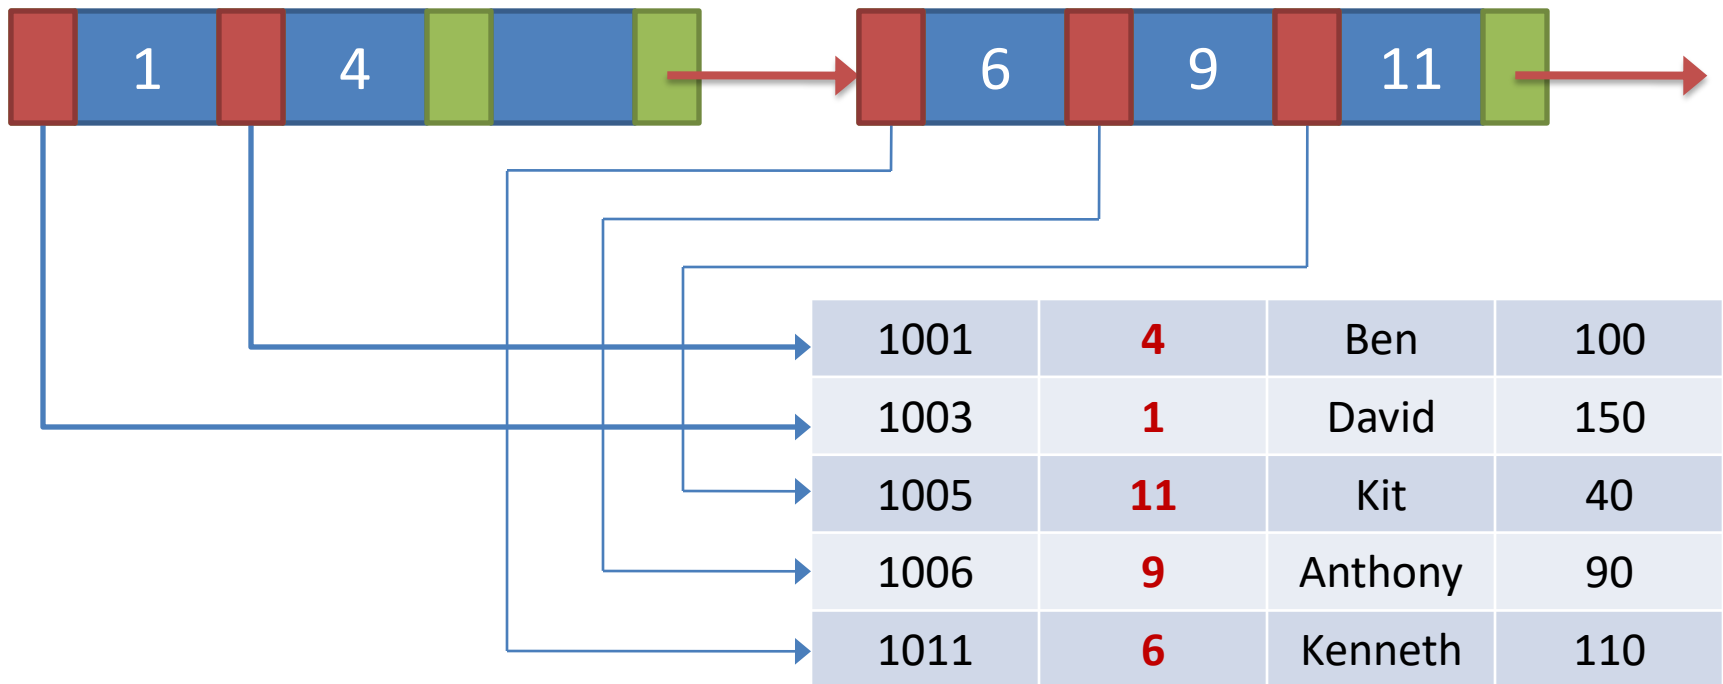 1 4 6 9 11
1001 4 Ben 100
1003 1 David 150
1005 11 Kit 40
1006 9 Anthony 90
1011 6 Kenneth 110